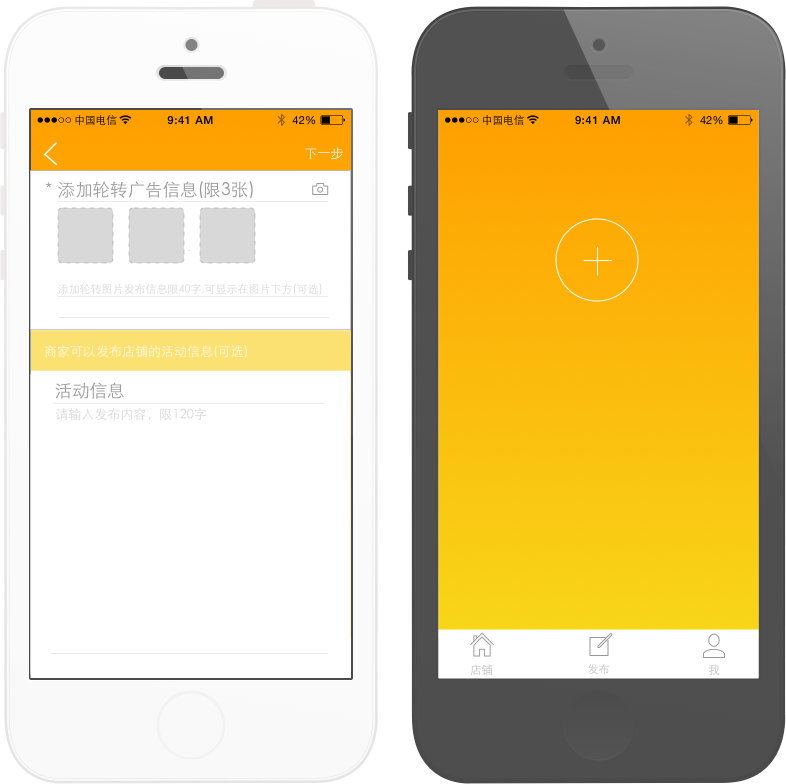 中国电信 9:41 AM 42%
下一步
* 添加轮转广告信息(限3张)
添加轮转图片发布信息限40字,可显示在图片下方(可选)
商家可以发布店铺的活动信息(可选)
活动信息
请输入发布内容，限120字
中国电信 9:41 AM 42%
店铺 发布 我